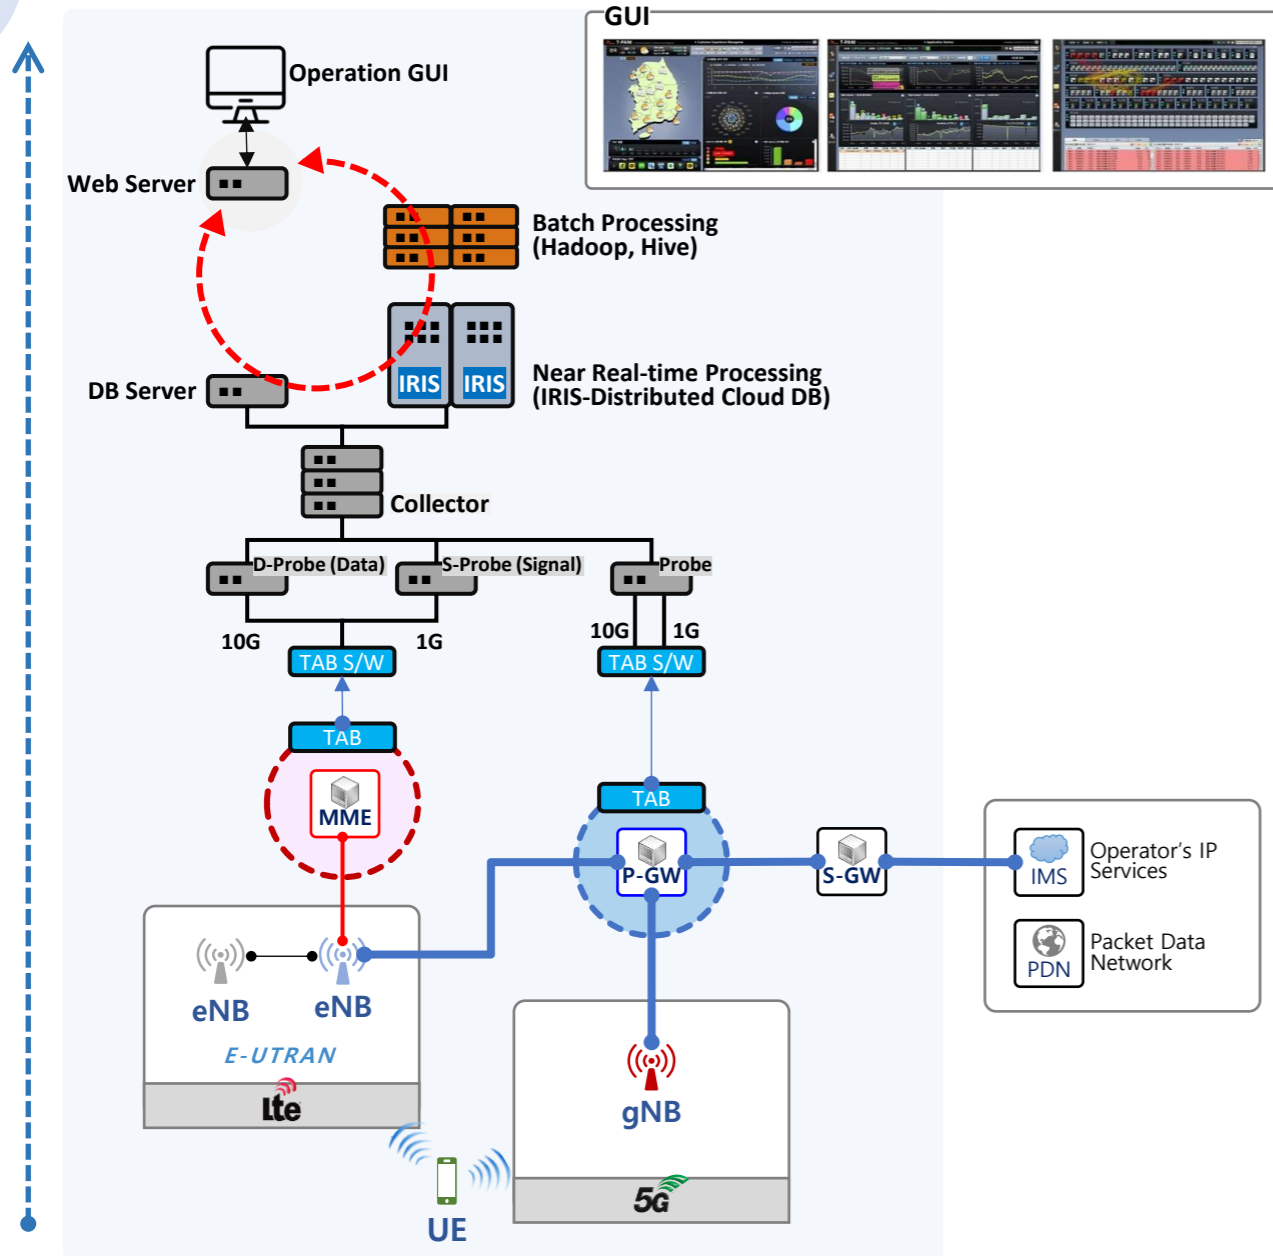 GUI
Operation GUI
Web Server
Batch Processing
(Hadoop, Hive)
IRIS
IRIS
DB Server
Near Real-time Processing
(IRIS-Distributed Cloud DB)
Collector
D-Probe (Data)
S-Probe (Signal)
Probe
10G
1G
10G
1G
TAB S/W
TAB S/W
TAB
TAB
MME
P-GW
S-GW
IMS
Operator's IP
Services
PDN
Packet Data
Network
eNB
eNB
E-UTRAN
Lte
gNB
5G
UE